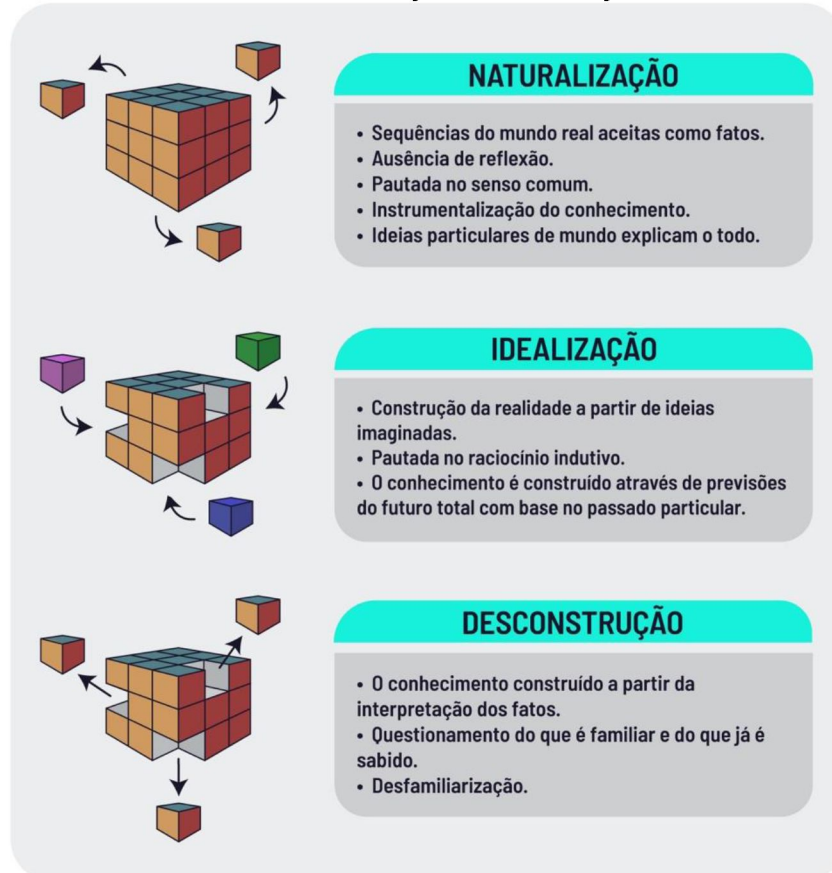 NATURALIZAÇÃO
• Sequências do mundo real aceitas como fatos.
• Ausência de reflexão.
• Pautada no senso comum.
• Instrumentalização do conhecimento.
• Ideias particulares de mundo explicam o todo.
IDEALIZAÇÃO
• Construção da realidade a partir de ideias
imaginadas.
• Pautada no raciocínio indutivo.
• O conhecimento é construído através de previsões
do futuro total com base no passado particular.
DESCONSTRUÇÃO
• O conhecimento construído a partir da
interpretação dos fatos.
• Questionamento do que é familiar e do que já é
sabido.
• Desfamiliarização.